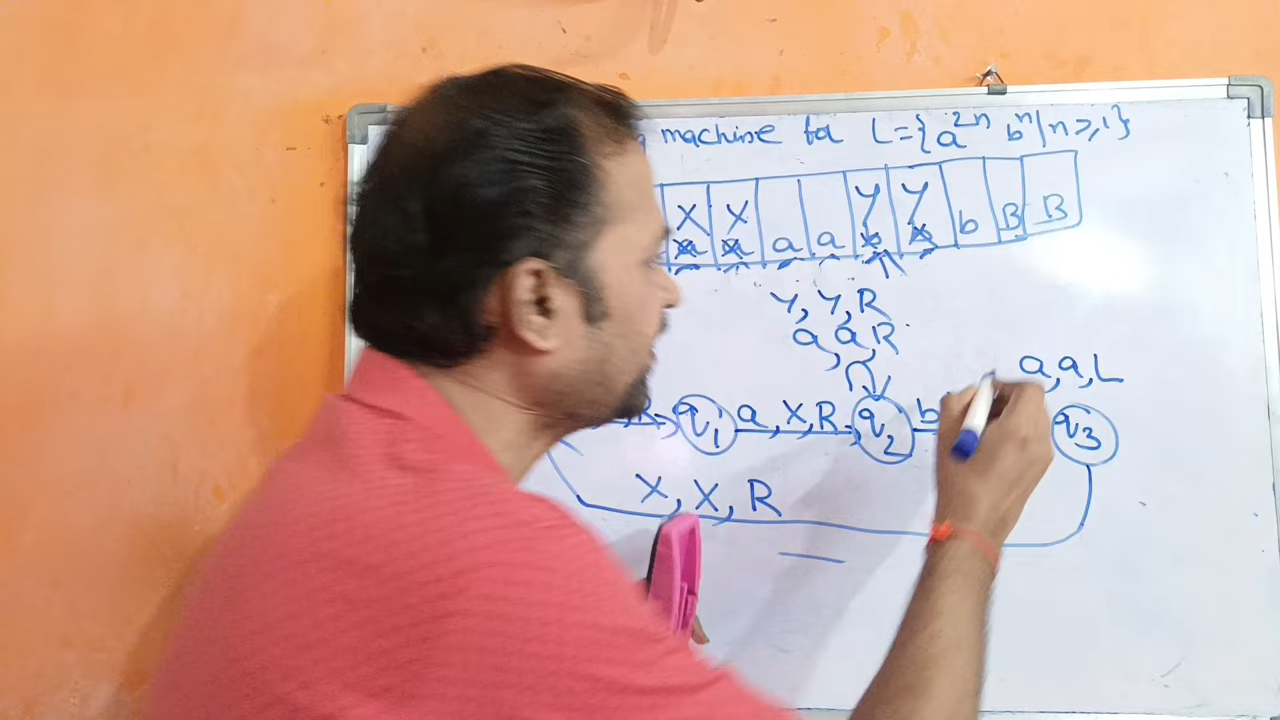 machine for L={a²ⁿ bⁿ|n≥1}
X X Y Y
a a a a b b b B B
Y,Y,R
a,a,R
a,a,L
R q₁ a,X,R q₂ b q₃
X,X,R